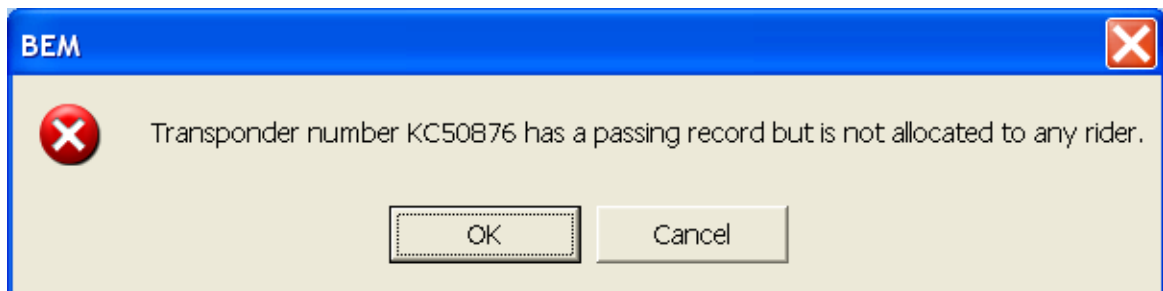 BEM
Transponder number KC50876 has a passing record but is not allocated to any rider.
OK Cancel